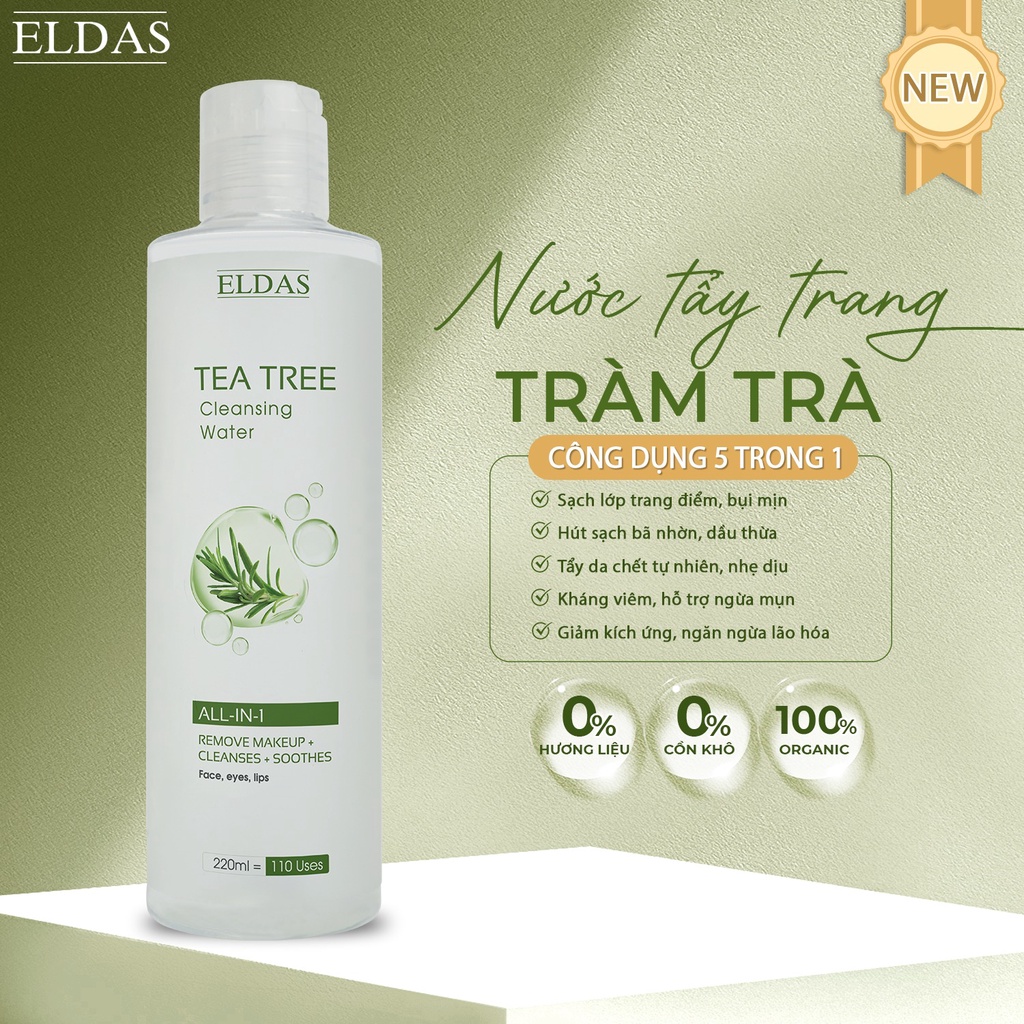 ELDAS
NEW
ELDAS
TEA TREE
Cleansing
Water
ALL-IN-1
REMOVE MAKEUP +
CLEANSES + SOOTHES
Face, eyes, lips
220ml = 110 Uses
Nước tẩy trang
TRÀM TRÀ
CÔNG DỤNG 5 TRONG 1
Sạch lớp trang điểm, bụi mịn
Hút sạch bã nhờn, dầu thừa
Tẩy da chết tự nhiên, nhẹ dịu
Kháng viêm, hỗ trợ ngừa mụn
Giảm kích ứng, ngăn ngừa lão hóa
0%
HƯƠNG LIỆU
0%
CỒN KHÔ
100%
ORGANIC